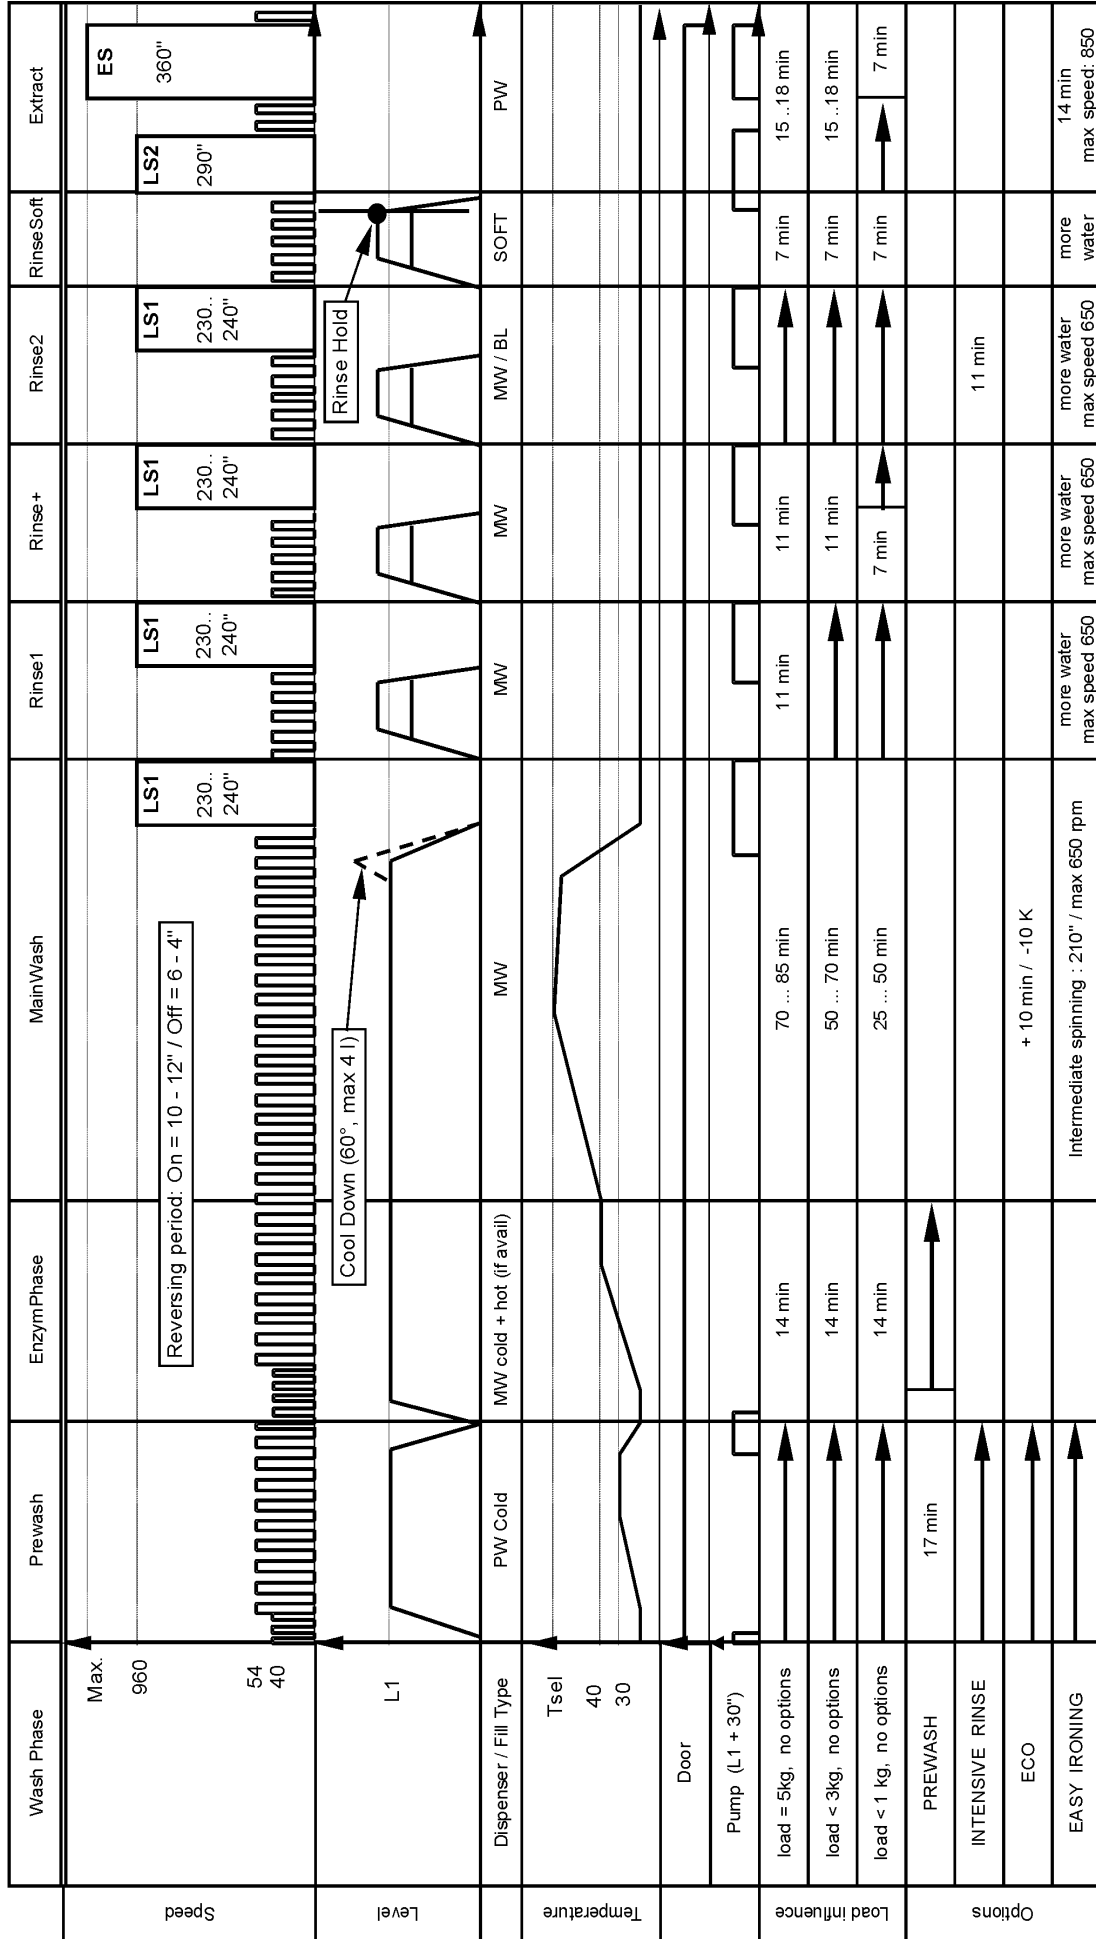 Wash Phase Prewash EnzymPhase MainWash Rinse1 Rinse+ Rinse2 RinseSoft Extract
Speed
Max.
960
54
40
Reversing period: On = 10 - 12" / Off = 6 - 4"
LS1
230..
240"
LS1
230..
240"
LS1
230..
240"
LS1
230..
240"
LS2
290"
ES
360"
Level
L1
Cool Down (60°, max 4 l)
Rinse Hold
Dispenser / Fill Type PW Cold MW cold + hot (if avail) MW MW MW MW / BL SOFT PW
Temperature
Tsel
40
30
Door
Pump (L1 + 30")
Load influence
load = 5kg, no options 14 min 70 ... 85 min 11 min 11 min 7 min 15 ..18 min
load < 3kg, no options 14 min 50 ... 70 min 11 min 7 min 15 ..18 min
load < 1 kg, no options 14 min 25 ... 50 min 7 min 7 min 7 min
Options
PREWASH 17 min
INTENSIVE RINSE 11 min
ECO + 10 min / -10 K
EASY IRONING Intermediate spinning : 210" / max 650 rpm
more water
max speed 650
more water
max speed 650
more water
max speed 650
more
water
14 min
max speed: 850